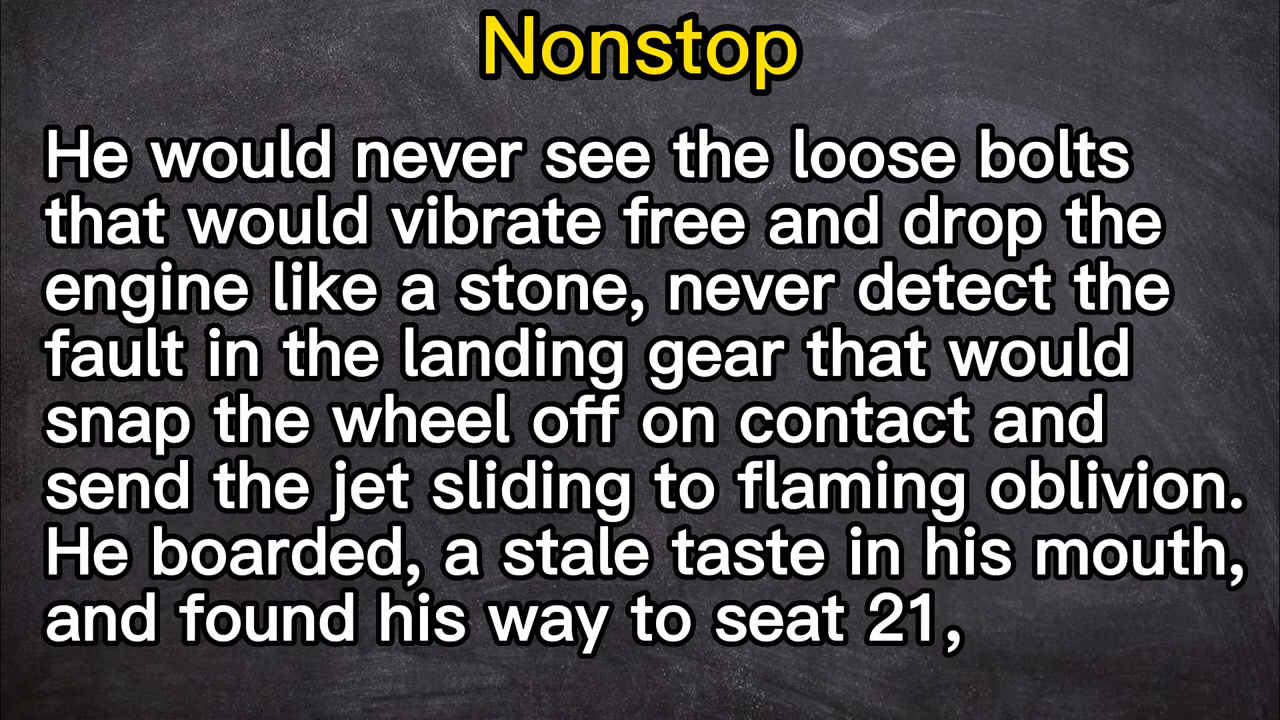 Nonstop
He would never see the loose bolts
that would vibrate free and drop the
engine like a stone, never detect the
fault in the landing gear that would
snap the wheel off on contact and
send the jet sliding to flaming oblivion.
He boarded, a stale taste in his mouth,
and found his way to seat 21,